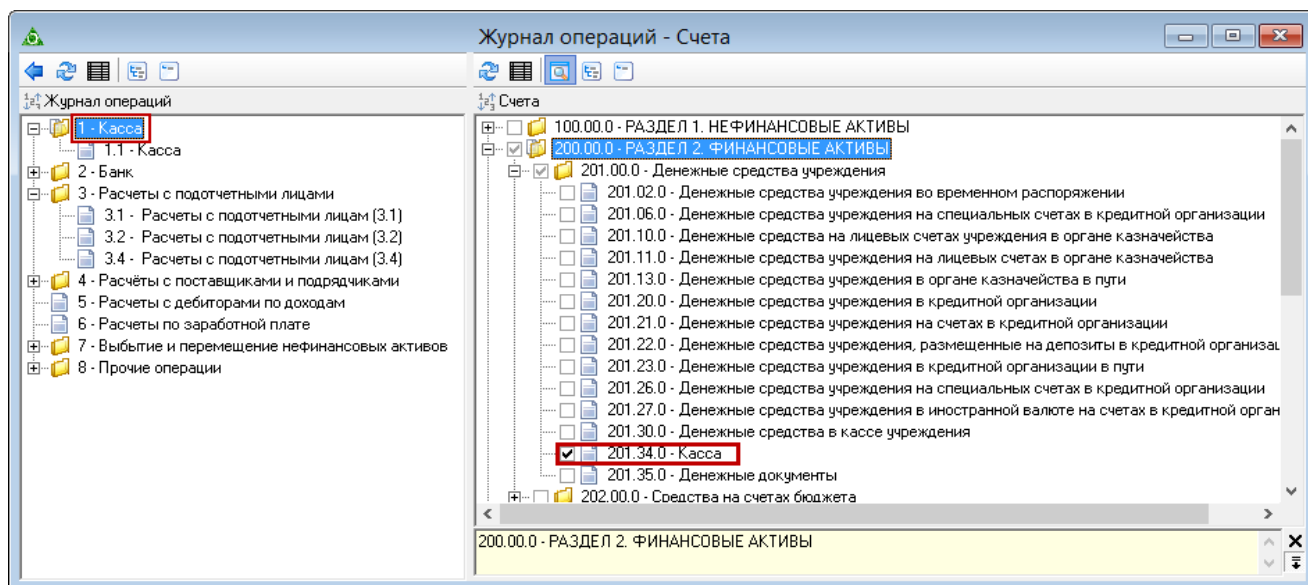 Журнал операций - Счета
Журнал операций
1 - Касса
1.1 - Касса
2 - Банк
3 - Расчеты с подотчетными лицами
3.1 - Расчеты с подотчетными лицам (3.1)
3.2 - Расчеты с подотчетными лицам (3.2)
3.4 - Расчеты с подотчетными лицам (3.4)
4 - Расчёты с поставщиками и подрядчиками
5 - Расчеты с дебиторами по доходам
6 - Расчеты по заработной плате
7 - Выбытие и перемещение нефинансовых активов
8 - Прочие операции
Счета
100.00.0 - РАЗДЕЛ 1. НЕФИНАНСОВЫЕ АКТИВЫ
200.00.0 - РАЗДЕЛ 2. ФИНАНСОВЫЕ АКТИВЫ
201.00.0 - Денежные средства учреждения
201.02.0 - Денежные средства учреждения во временном распоряжении
201.06.0 - Денежные средства учреждения на специальных счетах в кредитной организации
201.10.0 - Денежные средства на лицевых счетах учреждения в органе казначейства
201.11.0 - Денежные средства учреждения на лицевых счетах в органе казначейства
201.13.0 - Денежные средства учреждения в органе казначейства в пути
201.20.0 - Денежные средства учреждения в кредитной организации
201.21.0 - Денежные средства учреждения на счетах в кредитной организации
201.22.0 - Денежные средства учреждения, размещенные на депозиты в кредитной организац
201.23.0 - Денежные средства учреждения в кредитной организации в пути
201.26.0 - Денежные средства учреждения на специальных счетах в кредитной организации
201.27.0 - Денежные средства учреждения в иностранной валюте на счетах в кредитной орган
201.30.0 - Денежные средства в кассе учреждения
201.34.0 - Касса
201.35.0 - Денежные документы
202.00.0 - Средства на счетах бюджета
200.00.0 - РАЗДЕЛ 2. ФИНАНСОВЫЕ АКТИВЫ